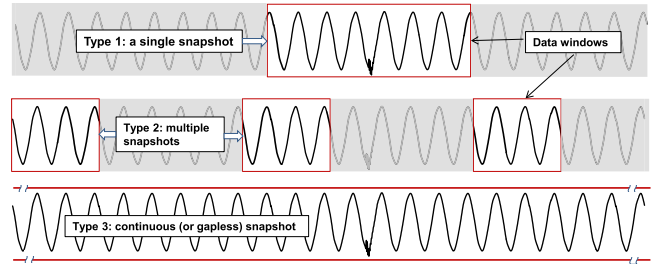 Type 1: a single snapshot
Data windows
Type 2: multiple
snapshots
Type 3: continuous (or gapless) snapshot